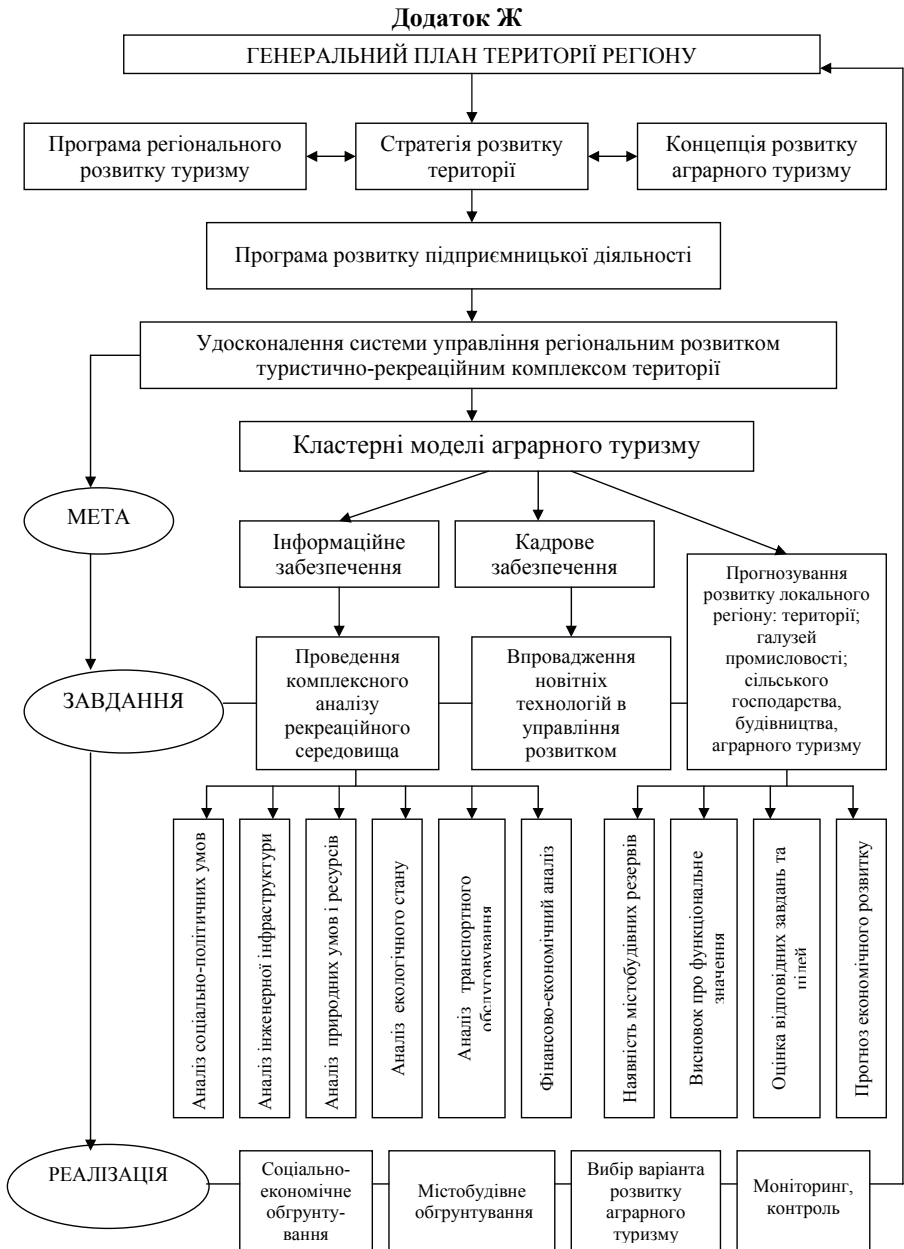 Додаток Ж
ГЕНЕРАЛЬНИЙ ПЛАН ТЕРИТОРІЇ РЕГІОНУ
Програма регіонального
розвитку туризму
Стратегія розвитку
території
Концепція розвитку
аграрного туризму
Програма розвитку підприємницької діяльності
Удосконалення системи управління регіональним розвитком
туристично-рекреаційним комплексом території
Кластерні моделі аграрного туризму
МЕТА
Інформаційне
забезпечення
Кадрове
забезпечення
Прогнозування
розвитку локального
регіону: території;
галузей
промисловості;
сільського
господарства,
будівництва,
аграрного туризму
ЗАВДАННЯ
Проведення
комплексного
аналізу
рекреаційного
середовища
Впровадження
новітніх
технологій в
управління
розвитком
Аналіз соціально-політичних умов
Аналіз інженерної інфраструктури
Аналіз природних умов і ресурсів
Аналіз екологічного стану
Аналіз транспортного
обслуговування
Фінансово-економічний аналіз
Наявність містобудівних резервів
Висновок про функціональне
значення
Оцінка відповідних завдань та
цілей
Прогноз економічного розвитку
РЕАЛІЗАЦІЯ
Соціально-
економічне
обгрунту-
вання
Містобудівне
обгрунтування
Вибір варіанта
розвитку
аграрного
туризму
Моніторинг,
контроль